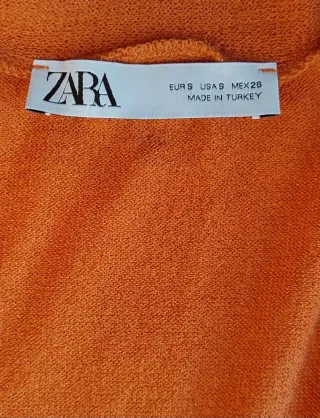 ZARA
EUR S USA S MEX 26
MADE IN TURKEY